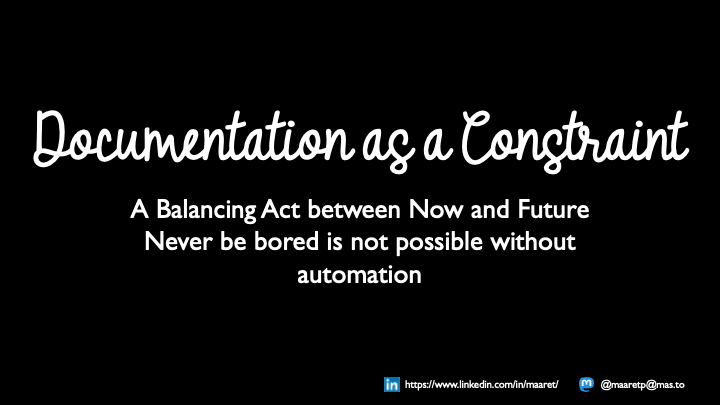 Documentation as a Constraint
A Balancing Act between Now and Future
Never be bored is not possible without
automation
in https://www.linkedin.com/in/maaret/ m @maaretp@mas.to